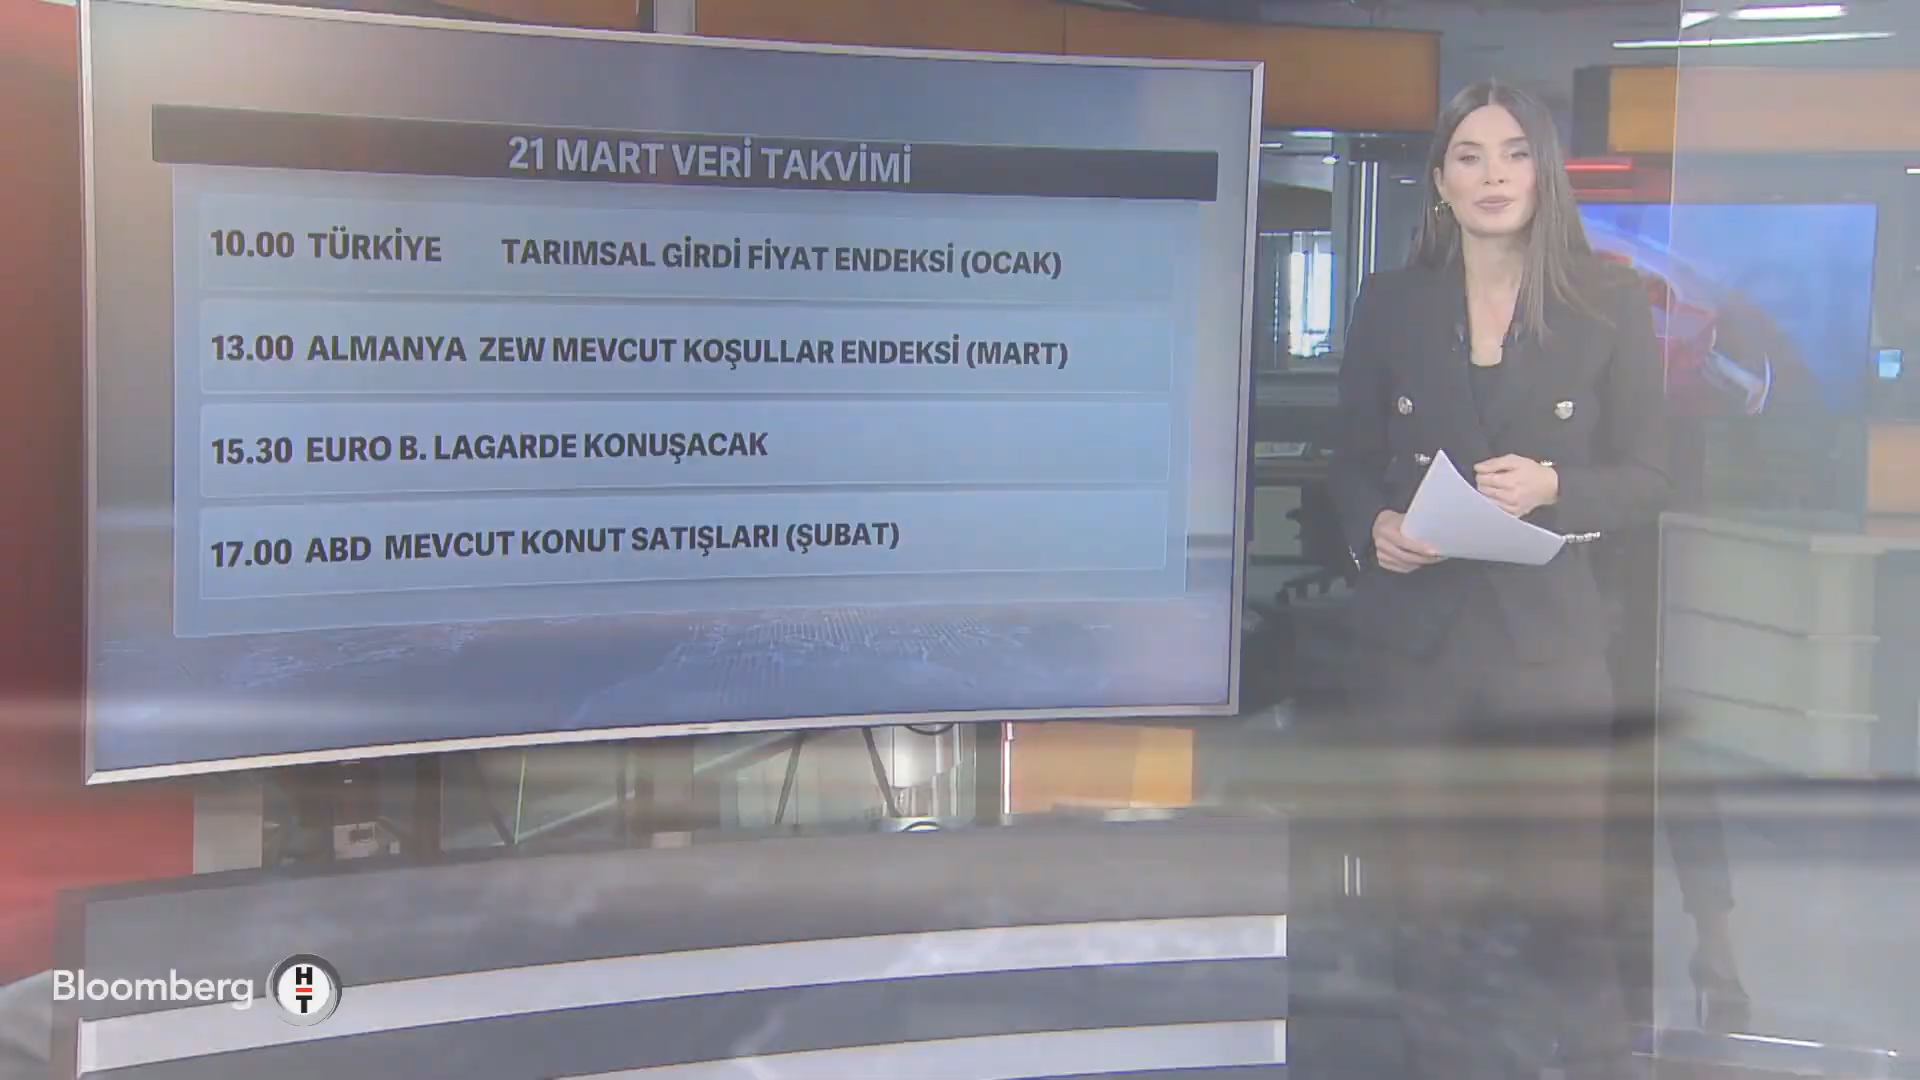 21 MART VERİ TAKVİMİ
10.00 TÜRKİYE TARIMSAL GİRDİ FİYAT ENDEKSİ (OCAK)
13.00 ALMANYA ZEW MEVCUT KOŞULLAR ENDEKSİ (MART)
15.30 EURO B. LAGARDE KONUŞACAK
17.00 ABD MEVCUT KONUT SATIŞLARI (ŞUBAT)
Bloomberg HT